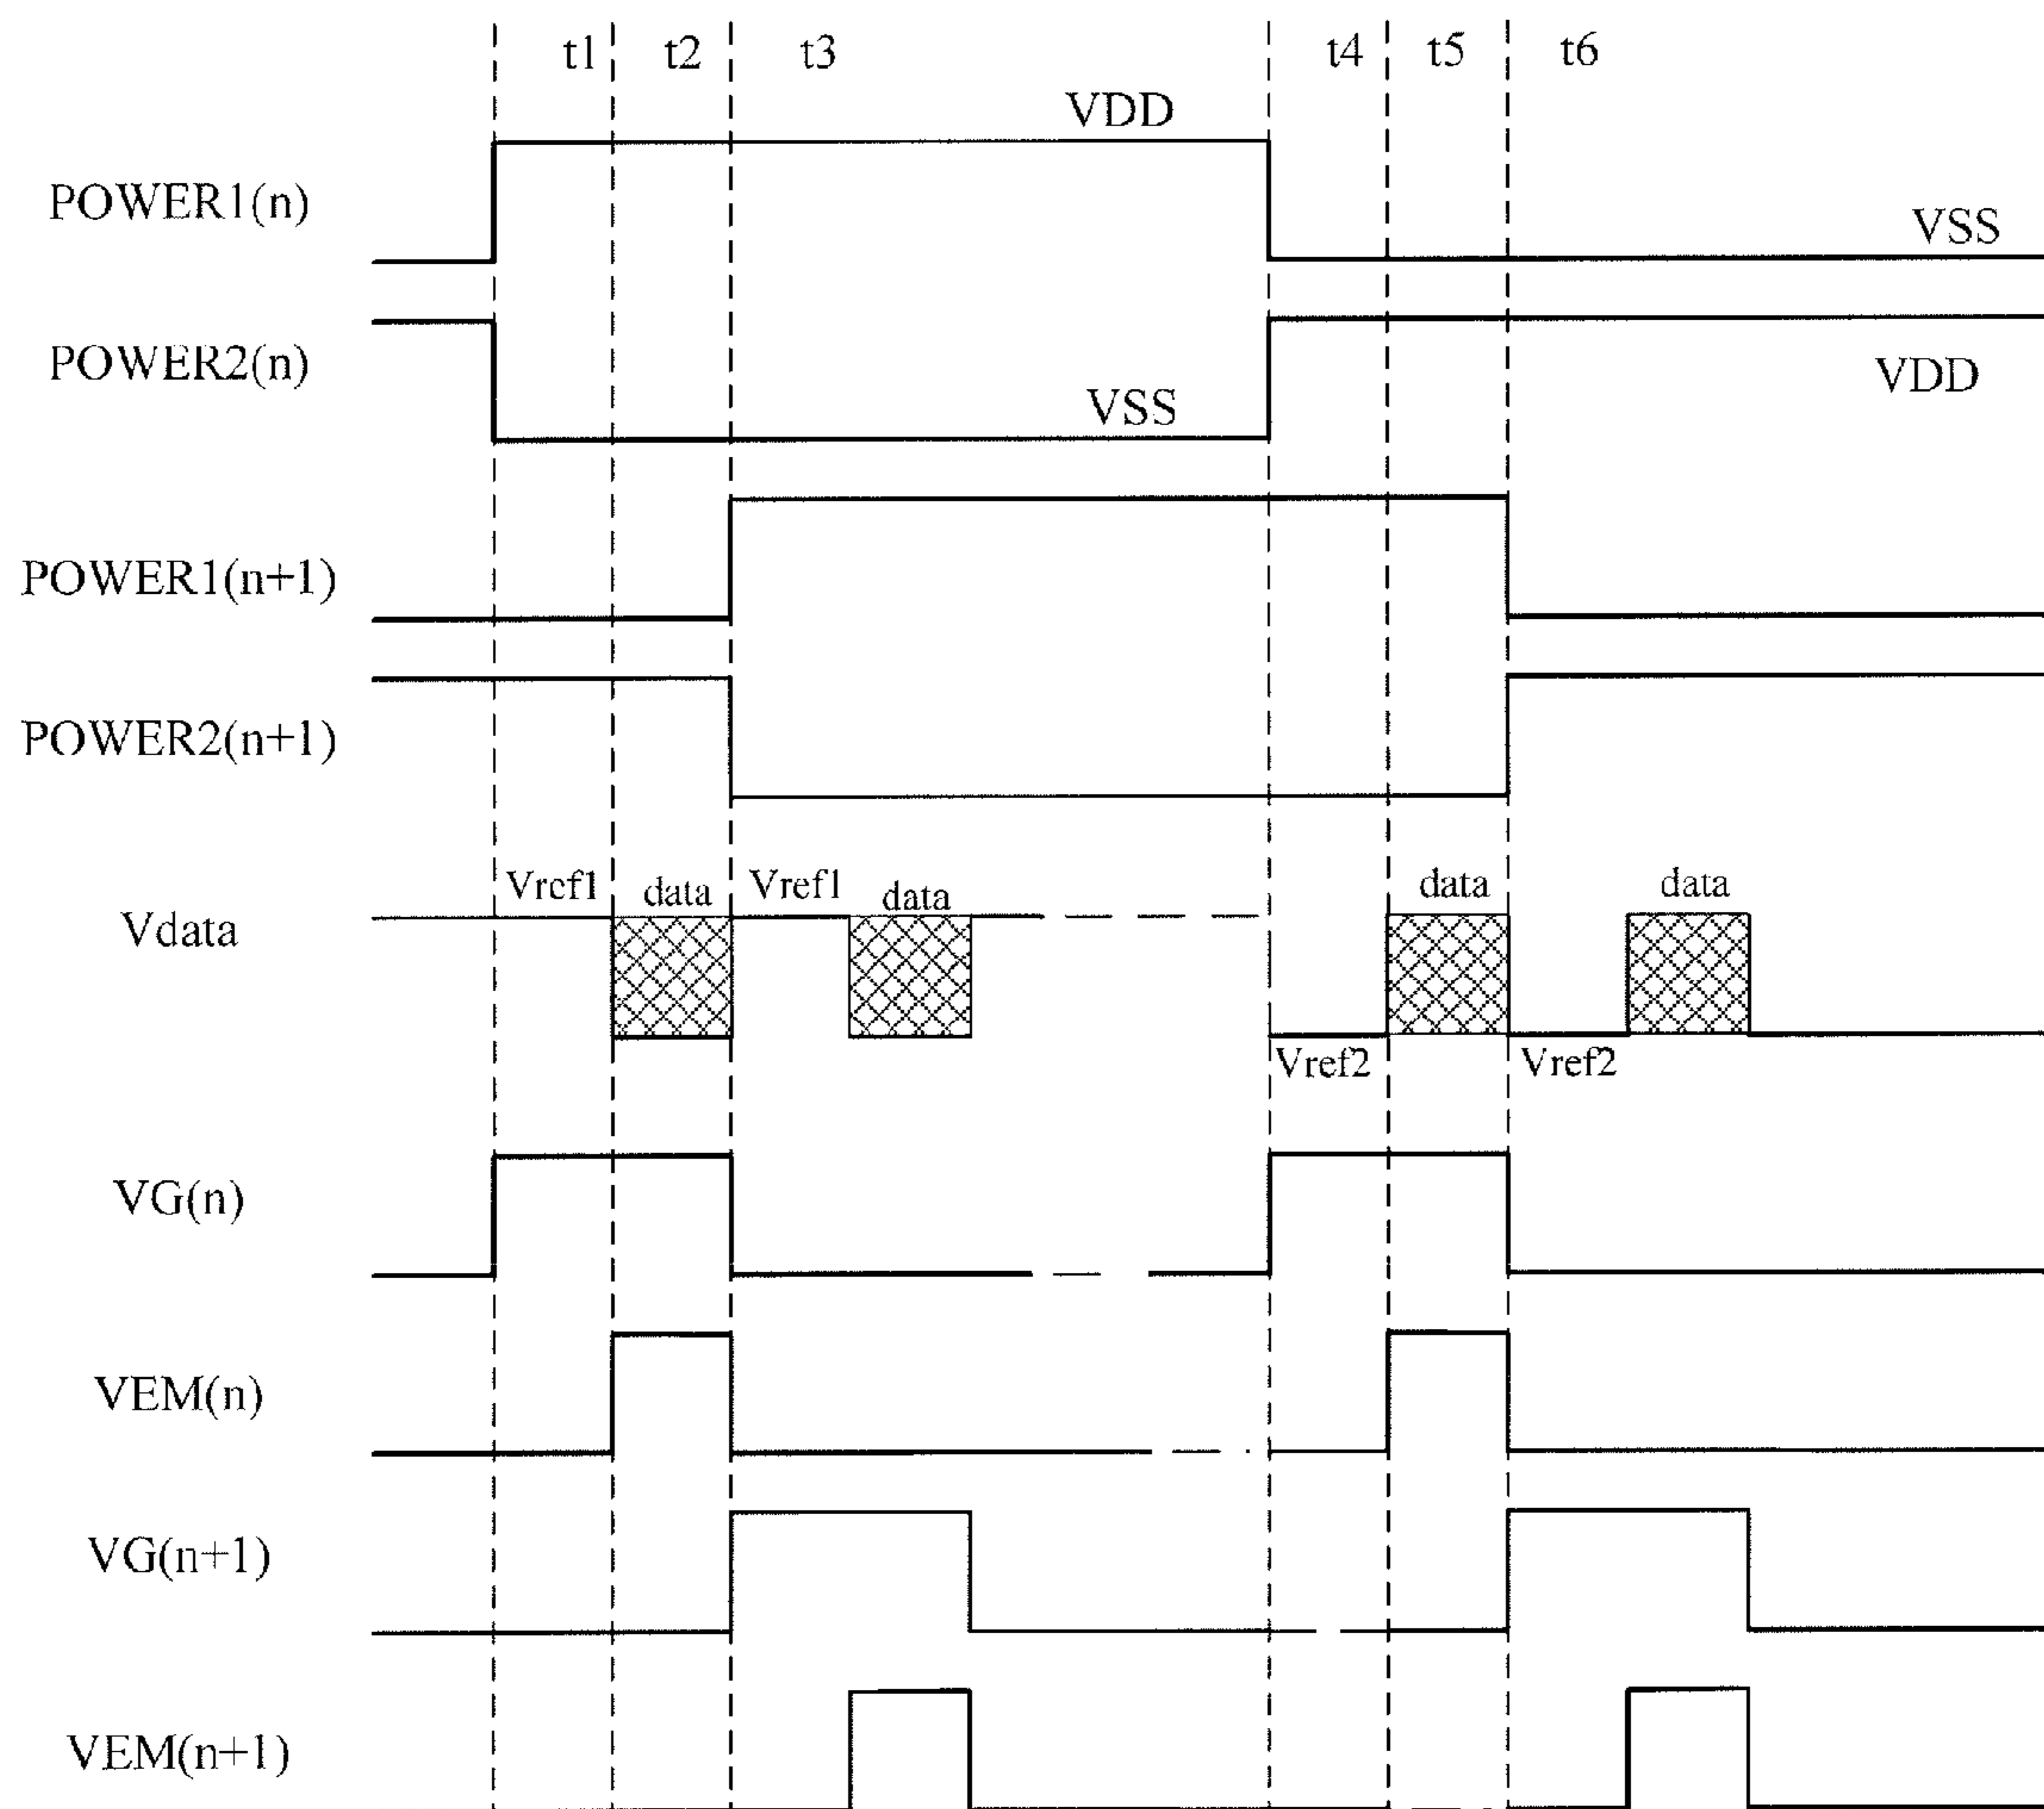 t1 t2 t3 t4 t5 t6
VDD
POWER1(n)
VSS
POWER2(n)
VDD
VSS
POWER1(n+1)
POWER2(n+1)
Vref1 data Vref1 data data data
Vdata
Vref2 Vref2
VG(n)
VEM(n)
VG(n+1)
VEM(n+1)